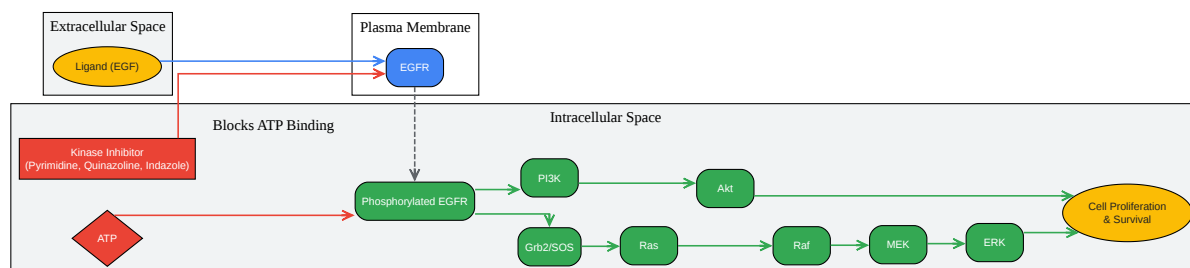 Extracellular Space
Plasma Membrane
Ligand (EGF)
EGFR
Blocks ATP Binding
Intracellular Space
Kinase Inhibitor
(Pyrimidine, Quinazoline, Indazole)
PI3K
Akt
Phosphorylated EGFR
Cell Proliferation
& Survival
ATP
Grb2/SOS
Ras
Raf
MEK
ERK